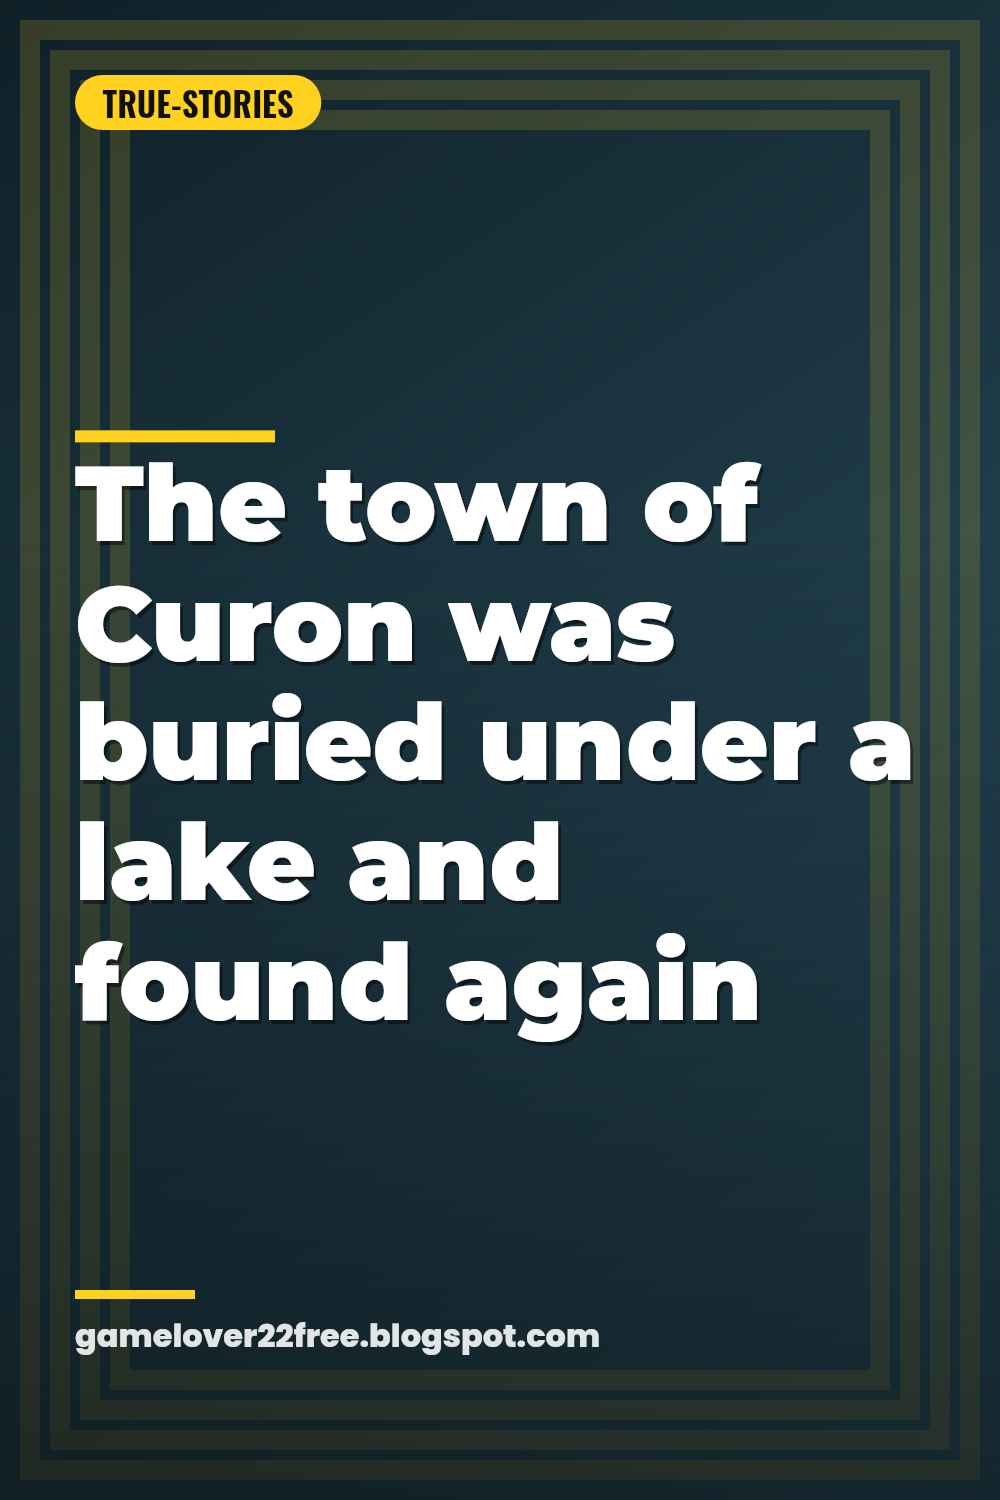 TRUE-STORIES
The town of
Curon was
buried under a
lake and
found again
gamelover22free.blogspot.com